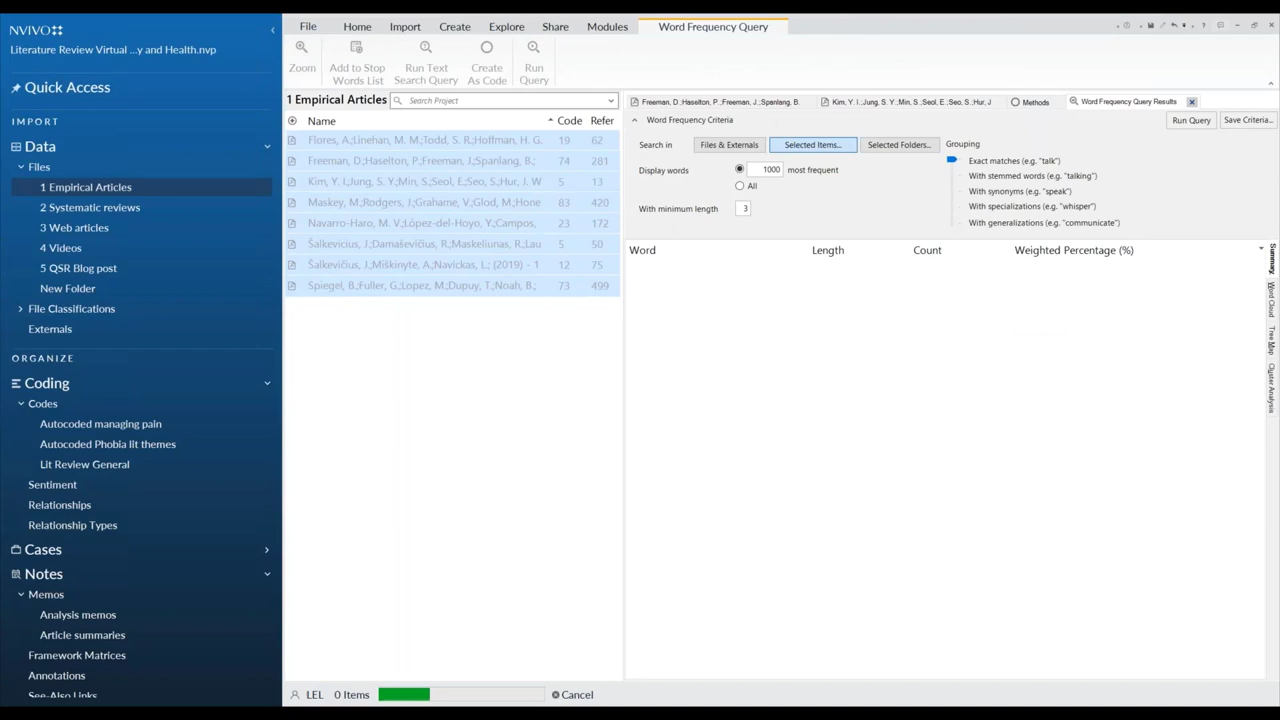 NVIVO
Literature Review Virtual ...y and Health.nvp
Quick Access
IMPORT
Data
Files
1 Empirical Articles
2 Systematic reviews
3 Web articles
4 Videos
5 QSR Blog post
New Folder
File Classifications
Externals
ORGANIZE
Coding
Codes
Autocoded managing pain
Autocoded Phobia lit themes
Lit Review General
Sentiment
Relationships
Relationship Types
Cases
Notes
Memos
Analysis memos
Article summaries
Framework Matrices
Annotations
See-Also Links
File Home Import Create Explore Share Modules Word Frequency Query
Zoom
Add to Stop Words List
Run Text Search Query
Create As Code
Run Query
1 Empirical Articles Search Project
Name Code Refer
Flores, A.;Linehan, M. M.;Todd, S. R.;Hoffman, H. G. 19 62
Freeman, D.;Haselton, P.;Freeman, J.;Spanlang, B.; 74 281
Kim, Y. I.;Jung, S. Y.;Min, S.;Seol, E.;Seo, S.;Hur, J. W 5 13
Maskey, M.;Rodgers, J.;Grahame, V.;Glod, M.;Hone 83 420
Navarro-Haro, M. V.;López-del-Hoyo, Y.;Campos, 23 172
Šalkevicius, J.;Damaševičius, R.;Maskeliunas, R.;Lau 5 50
Šalkevičius, J.;Miškinyte, A.;Navickas, L.; (2019) - 1 12 75
Spiegel, B.;Fuller, G.;Lopez, M.;Dupuy, T.;Noah, B.; 73 499
Freeman, D.;Haselton, P.;Freeman, J.;Spanlang, B. Kim, Y. I.;Jung, S. Y.;Min, S.;Seol, E.;Seo, S.;Hur, J Methods Word Frequency Query Results
Word Frequency Criteria Run Query Save Criteria...
Search in Files & Externals Selected Items... Selected Folders... Grouping
Display words 1000 most frequent
All
With minimum length 3
Exact matches (e.g. "talk")
With stemmed words (e.g. "talking")
With synonyms (e.g. "speak")
With specializations (e.g. "whisper")
With generalizations (e.g. "communicate")
Word Length Count Weighted Percentage (%)
Summary
Word Cloud
Tree Map
Cluster Analysis
LEL 0 Items Cancel